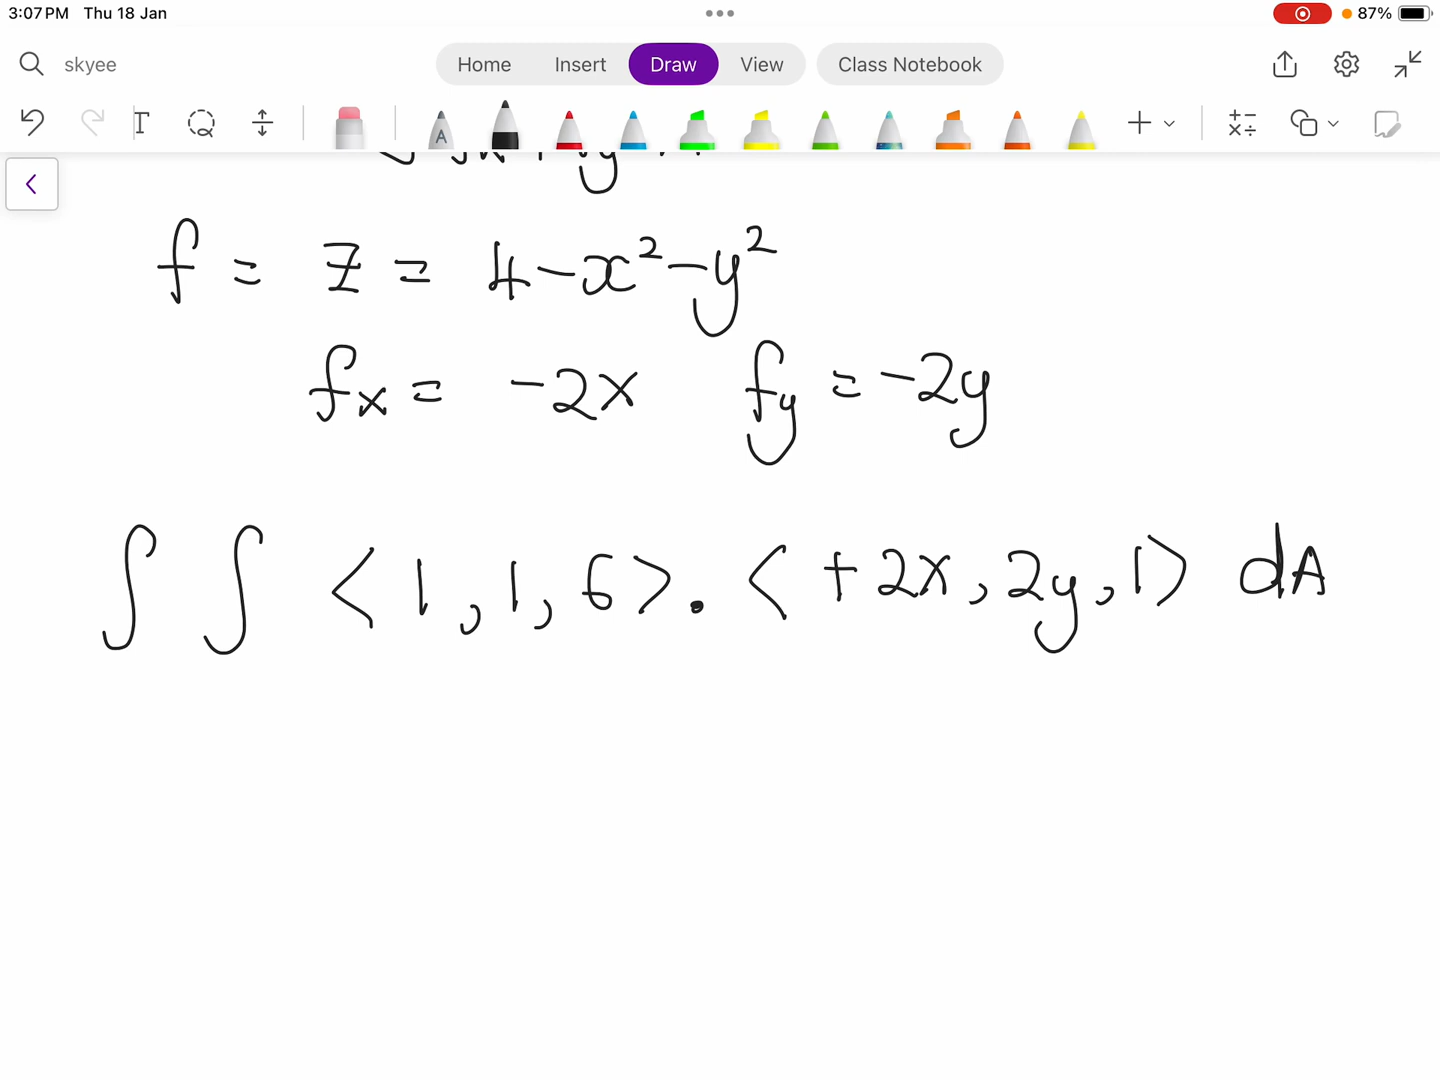 3:07 PM Thu 18 Jan 87%
skyee Home Insert Draw View Class Notebook
A
f = z = 4 - x² - y²
fx = -2x fy = -2y
∫ ∫ <1, 1, 6> . <+2x, 2y, 1> dA